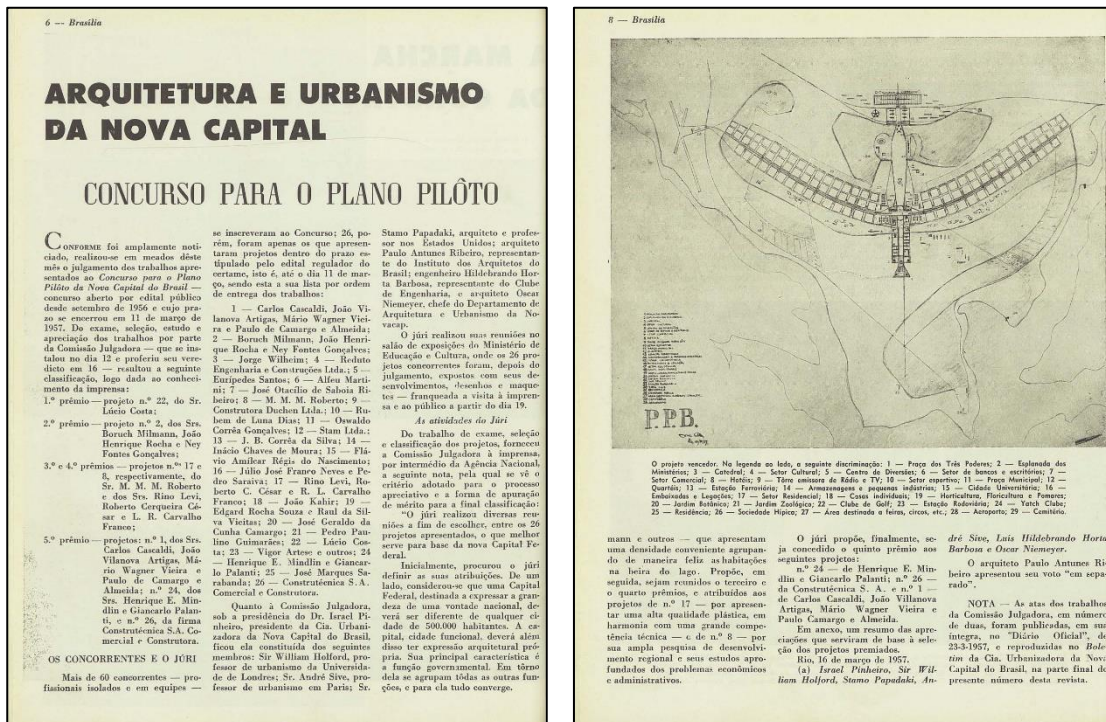 6 — Brasília
ARQUITETURA E URBANISMO
DA NOVA CAPITAL
CONCURSO PARA O PLANO PILÔTO
CONFORME foi amplamente noti-
ciado, realizou-se em meados dêste
mês o julgamento dos trabalhos apre-
sentados ao Concurso para o Plano
Pilôto da Nova Capital do Brasil —
concurso aberto por edital público
desde setembro de 1956 e cujo pra-
zo se encerrou em 11 de março de
1957. Do exame, seleção, estudo e
apreciação dos trabalhos por parte
da Comissão Julgadora — que se ins-
talou no dia 12 e proferiu seu vere-
dicto em 16 — resultou a seguinte
classificação, logo dada ao conheci-
mento da imprensa:
1.º prêmio — projeto n.º 22, do Sr.
Lúcio Costa;
2.º prêmio — projeto n.º 2, dos Srs.
Boruch Milmann, João
Henrique Rocha e Ney
Fontes Gonçalves;
3.º e 4.º prêmios — projetos n.ºs 17 e
8, respectivamente, do
Sr. M. M. M. Roberto
e dos Srs. Rino Levi,
Roberto Cerqueira Cé-
sar e L. R. Carvalho
Franco;
5.º prêmio — projetos: n.º 1, dos Srs.
Carlos Cascaldi, João
Vilanova Artigas, Má-
rio Wagner Vieira e
Paulo de Camargo e
Almeida; n.º 24, dos
Srs. Henrique E. Min-
dlin e Giancarlo Palan-
ti, e n.º 26, da firma
Construtécnica S.A. Co-
mercial e Construtora.
OS CONCORRENTES E O JÚRI
Mais de 60 concorrentes — pro-
fissionais isolados e em equipes —
se inscreveram ao Concurso; 26, po-
rém, foram apenas os que apresen-
taram projetos dentro do prazo es-
tipulado pelo edital regulador do
certame, isto é, até o dia 11 de mar-
ço, sendo esta a sua lista por ordem
de entrega dos trabalhos:
1 — Carlos Cascaldi, João Vi-
lanova Artigas, Mário Wagner Viei-
ra e Paulo de Camargo e Almeida;
2 — Boruch Milmann, João Henri-
que Rocha e Ney Fontes Gonçalves;
3 — Jorge Wilheim; 4 — Reduto
Engenharia e Construções Ltda.; 5 —
Eurípedes Santos; 6 — Alfeu Marti-
ni; 7 — José Otacílio de Saboia Ri-
beiro; 8 — M. M. M. Roberto; 9 —
Construtora Duchen Ltda.; 10 — Ru-
bem de Luna Dias; 11 — Oswaldo
Corrêa Gonçalves; 12 — Stam Ltda.;
13 — J. B. Corrêa da Silva; 14 —
Inácio Chaves de Moura; 15 — Flá-
vio Amílcar Régis do Nascimento;
16 — Júlio José Franco Neves e Pe-
dro Saraiva; 17 — Rino Levi, Ro-
berto C. César e R. L. Carvalho
Franco; 18 — João Kahir; 19 —
Edgard Rocha Souza e Raul da Sil-
va Vieitas; 20 — José Geraldo da
Cunha Camargo; 21 — Pedro Pau-
lino Guimarães; 22 — Lúcio Cos-
ta; 23 — Vigor Artese e outros; 24
— Henrique E. Mindlin e Giancar-
lo Palanti; 25 — José Marques Sa-
rabanda; 26 — Construtécnica S.A.
Comercial e Construtora.
Quanto à Comissão Julgadora,
sob a presidência do Dr. Israel Pi-
nheiro, presidente da Cia. Urbani-
zadora da Nova Capital do Brasil,
ficou ela constituída dos seguintes
membros: Sir William Holford, pro-
fessor de urbanismo da Universida-
de de Londres; Sr. André Sive, pro-
fessor de urbanismo em Paris; Sr.
Stamo Papadaki, arquiteto e profes-
sor nos Estados Unidos; arquiteto
Paulo Antunes Ribeiro, representan-
te do Instituto dos Arquitetos do
Brasil; engenheiro Hildebrando Hor-
ta Barbosa, representante do Clube
de Engenharia, e arquiteto Oscar
Niemeyer, chefe do Departamento de
Arquitetura e Urbanismo da No-
vacap.
O júri realizou suas reuniões no
salão de exposições do Ministério de
Educação e Cultura, onde os 26 pro-
jetos concorrentes foram, depois do
julgamento, expostos com seus de-
senvolvimentos, desenhos e maque-
tes — franqueada a visita à impren-
sa e ao público a partir do dia 19.
As atividades do Júri
Do trabalho de exame, seleção
e classificação dos projetos, forneceu
a Comissão Julgadora à imprensa,
por intermédio da Agência Nacional,
a seguinte nota, pela qual se vê o
critério adotado para o processo
apreciativo e a forma de apuração
de mérito para a final classificação:
"O júri realizou diversas reu-
niões a fim de escolher, entre os 26
projetos apresentados, o que melhor
serve para base da nova Capital Fe-
deral.
Inicialmente, procurou o júri
definir as suas atribuições. De um
lado, considerou-se que uma Capital
Federal, destinada a expressar a gran-
deza de uma vontade nacional, de-
verá ser diferente de qualquer ci-
dade de 500.000 habitantes. A ca-
pital, cidade funcional, deverá além
disso ter expressão arquitetural pró-
pria. Sua principal característica é
a função governamental. Em tôrno
dela se agrupam tôdas as outras fun-
ções, e para ela tudo converge.
8 — Brasília
P.P.B.
O projeto vencedor. Na legenda ao lado, a seguinte discriminação: 1 — Praça dos Três Poderes; 2 — Esplanada dos
Ministérios; 3 — Catedral; 4 — Setor Cultural; 5 — Centro de Diversões; 6 — Setor de bancos e escritórios; 7 —
Setor Comercial; 8 — Hotéis; 9 — Tôrre emissora de Rádio e TV; 10 — Setor esportivo; 11 — Praça Municipal; 12 —
Quartéis; 13 — Estação Ferroviária; 14 — Armazenagens e pequenas indústrias; 15 — Cidade Universitária; 16 —
Embaixadas e Legações; 17 — Setor Residencial; 18 — Casas individuais; 19 — Horticultura, Floricultura e Pomares;
20 — Jardim Botânico; 21 — Jardim Zoológico; 22 — Clube de Golf; 23 — Estação Rodoviária; 24 — Yatch Clube;
25 — Residência; 26 — Sociedade Hípica; 27 — Área destinada a feiras, circos, etc.; 28 — Aeroporto; 29 — Cemitério.
mann e outros — que apresentam
uma densidade conveniente agrupan-
do de maneira feliz as habitações
na beira do lago. Propõe, em
seguida, sejam reunidos o terceiro e
o quarto prêmios, e atribuídos aos
projetos de n.º 17 — por apresen-
tar uma alta qualidade plástica, em
harmonia com uma grande compe-
tência técnica — e de n.º 8 — por
sua ampla pesquisa de desenvolvi-
mento regional e seus estudos apro-
fundados dos problemas econômicos
e administrativos.
O júri propõe, finalmente, se-
ja concedido o quinto prêmio aos
seguintes projetos:
n.º 24 — de Henrique E. Min-
dlin e Giancarlo Palanti; n.º 26 —
da Construtécnica S. A. e n.º 1 —
de Carlos Cascaldi, João Villanova
Artigas, Mário Wagner Vieira e
Paulo Camargo e Almeida.
Em anexo, um resumo das apre-
ciações que serviram de base à sele-
ção dos projetos premiados.
Rio, 16 de março de 1957.
(a) Israel Pinheiro, Sir Wil-
liam Holford, Stamo Papadaki, An-
dré Sive, Luis Hildebrando Horta
Barbosa e Oscar Niemeyer.
O arquiteto Paulo Antunes Ri-
beiro apresentou seu voto "em sepa-
rado".
NOTA — As atas dos trabalhos
da Comissão Julgadora, em número
de duas, foram publicadas, em sua
íntegra, no "Diário Oficial", de
23-3-1957, e reproduzidas no Bole-
tim da Cia. Urbanizadora da Nova
Capital do Brasil, na parte final do
presente número desta revista.